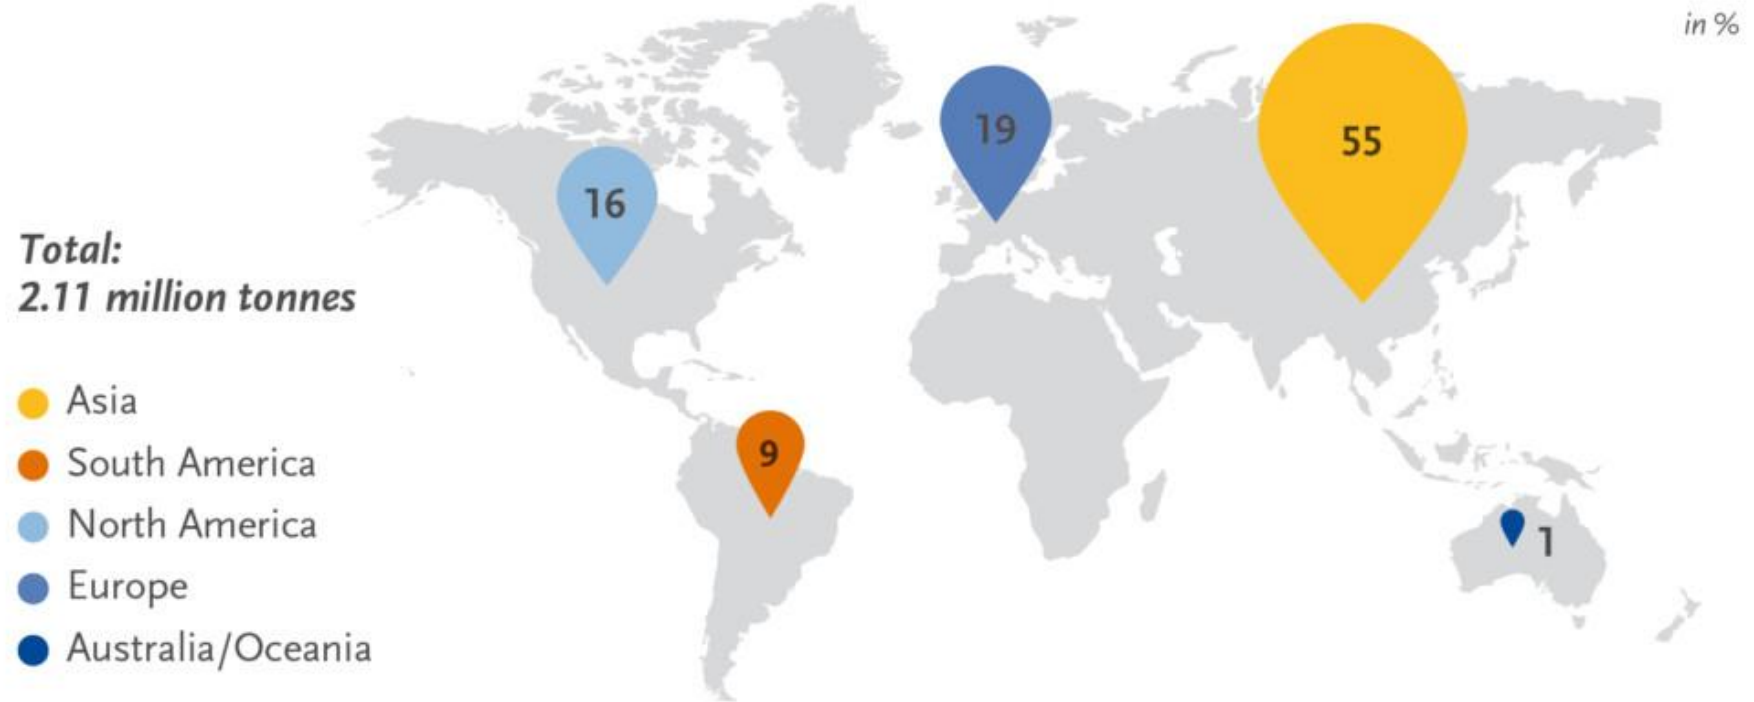 in %
19
55
16
Total:
2.11 million tonnes
Asia
South America
9
North America
1
Europe
Australia/Oceania